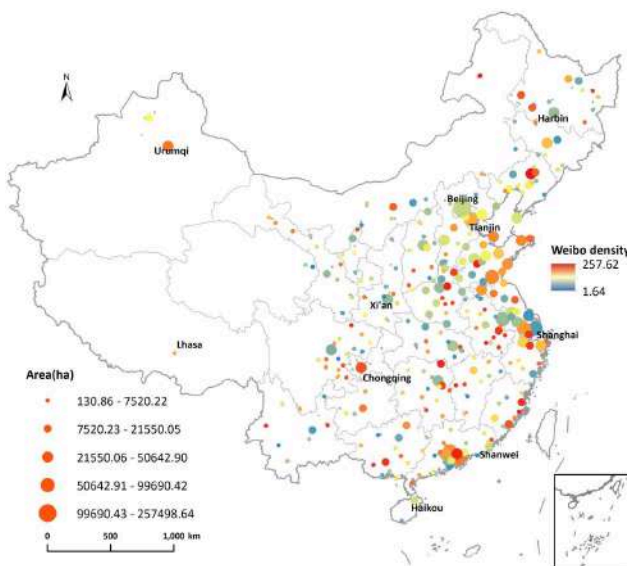 N
Harbin
Urumqi
Beijing
Tianjin
Weibo density
257.62
1.64
Xi'an
Shanghai
Lhasa
Chongqing
Area(ha)
130.86 - 7520.22
7520.23 - 21550.05
21550.06 - 50642.90
50642.91 - 99690.42
99690.43 - 257498.64
Shanwei
Haikou
0 500 1,000 km